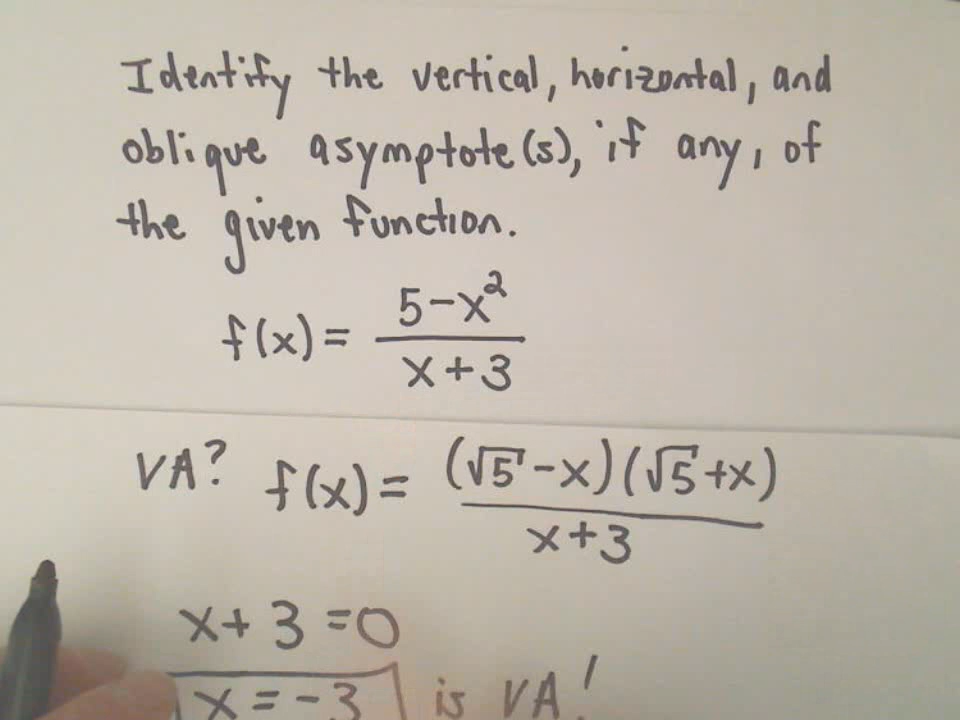 Identify the vertical, horizontal, and
oblique asymptote(s), if any, of
the given function.
f(x) = (5-x²)/(x+3)
VA? f(x) = ((√5-x)(√5+x))/(x+3)
x+3=0
x=-3 is VA!